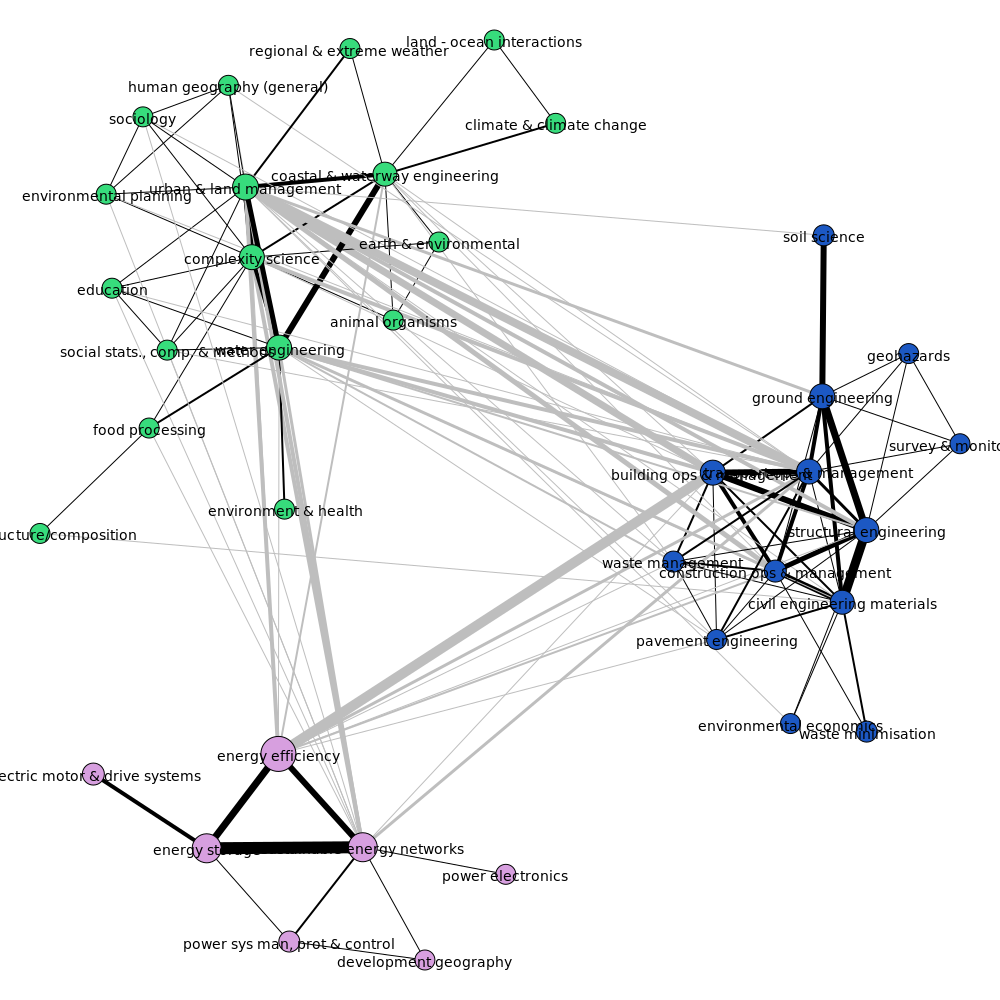 land - ocean interactions
regional & extreme weather
human geography (general)
sociology
climate & climate change
coastal & waterway engineering
urban & land management
environmental planning
soil science
earth & environmental
complexity science
education
animal organisms
social stats., comp. & methods
water engineering
geohazards
ground engineering
food processing
survey & monito
building ops & management
& management
structural engineering
environment & health
ucture composition
waste management
construction ops & management
civil engineering materials
pavement engineering
environmental economics
waste minimisation
energy efficiency
ectric motor & drive systems
energy storage
energy networks
power electronics
power sys man, prot & control
development geography